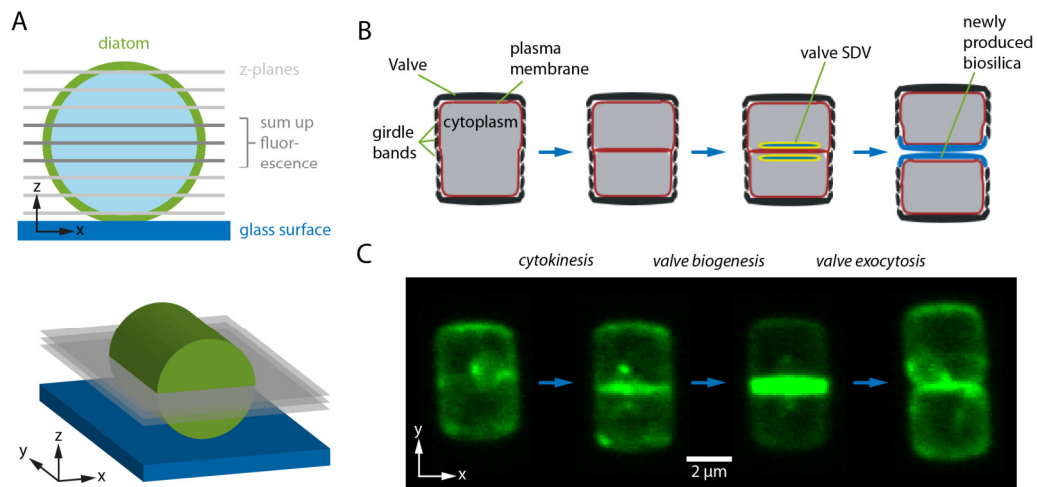 A
diatom
z-planes
sum up
fluor-
escence
z
x
glass surface
z
y
x
B
Valve
plasma
membrane
valve SDV
newly
produced
biosilica
cytoplasm
girdle
bands
C
cytokinesis
valve biogenesis
valve exocytosis
y
x
2 µm